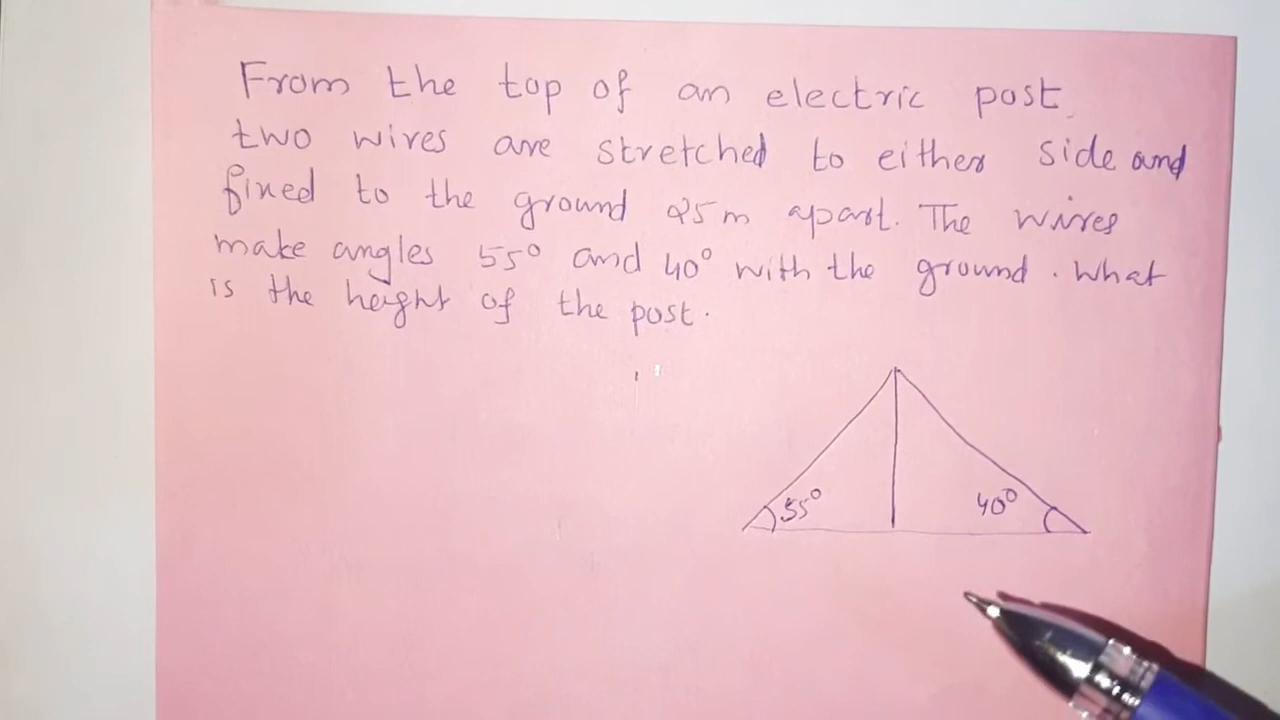 From the top of an electric post,
two wires are stretched to either side and
fixed to the ground 25m apart. The wires
make angles 55° and 40° with the ground. What
is the height of the post.
55° 40°